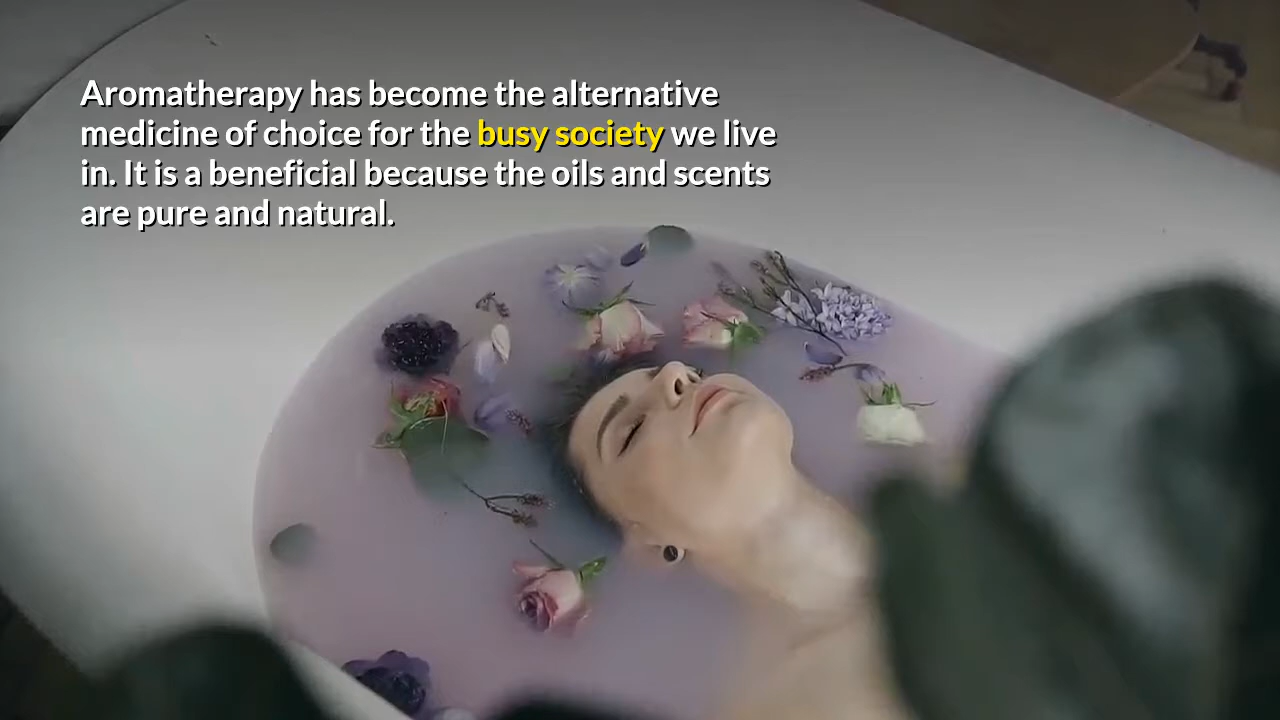 Aromatherapy has become the alternative
medicine of choice for the busy society we live
in. It is a beneficial because the oils and scents
are pure and natural.